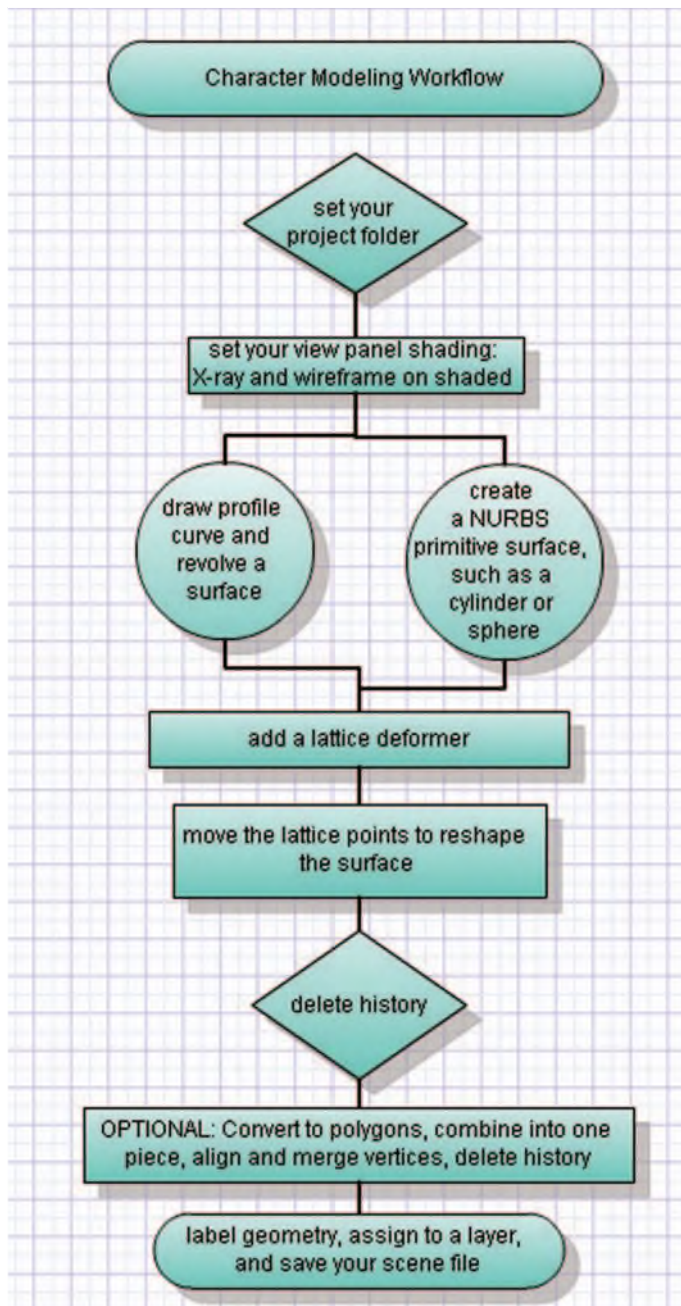 Character Modeling Workflow
set your
project folder
set your view panel shading:
X-ray and wireframe on shaded
draw profile
curve and
revolve a
surface
create
a NURBS
primitive surface,
such as a
cylinder or
sphere
add a lattice deformer
move the lattice points to reshape
the surface
delete history
OPTIONAL: Convert to polygons, combine into one
piece, align and merge vertices, delete history
label geometry, assign to a layer,
and save your scene file